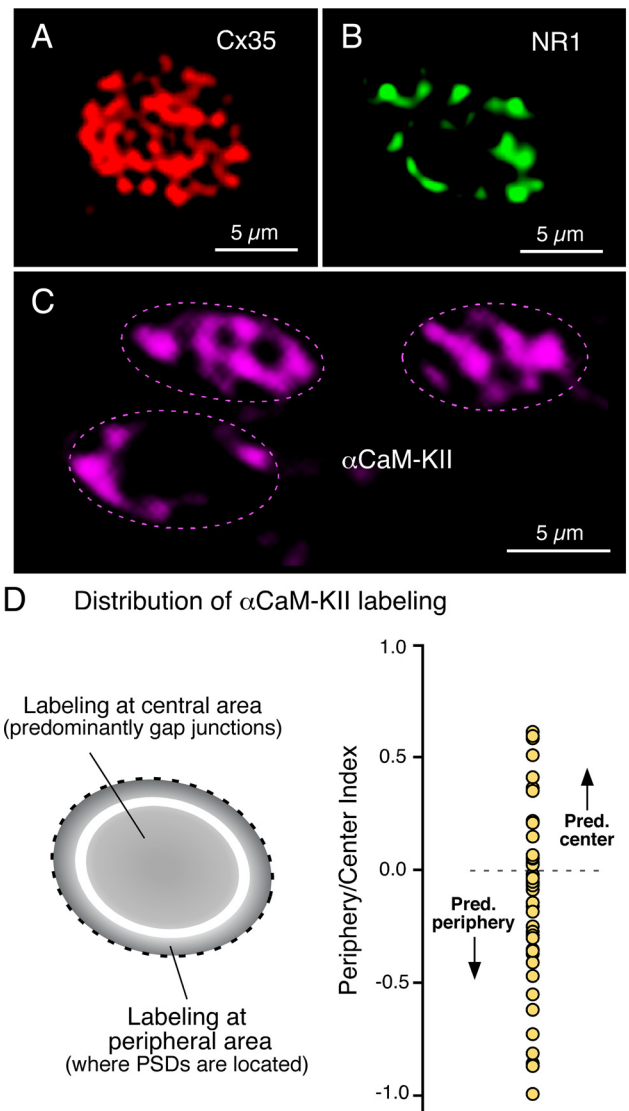 A
Cx35
5 µm
B
NR1
5 µm
C
αCaM-KII
5 µm
D
Distribution of αCaM-KII labeling
Labeling at central area
(predominantly gap junctions)
Labeling at
peripheral area
(where PSDs are located)
Periphery/Center Index
1.0
0.5
0.0
-0.5
-1.0
Pred.
center
Pred.
periphery